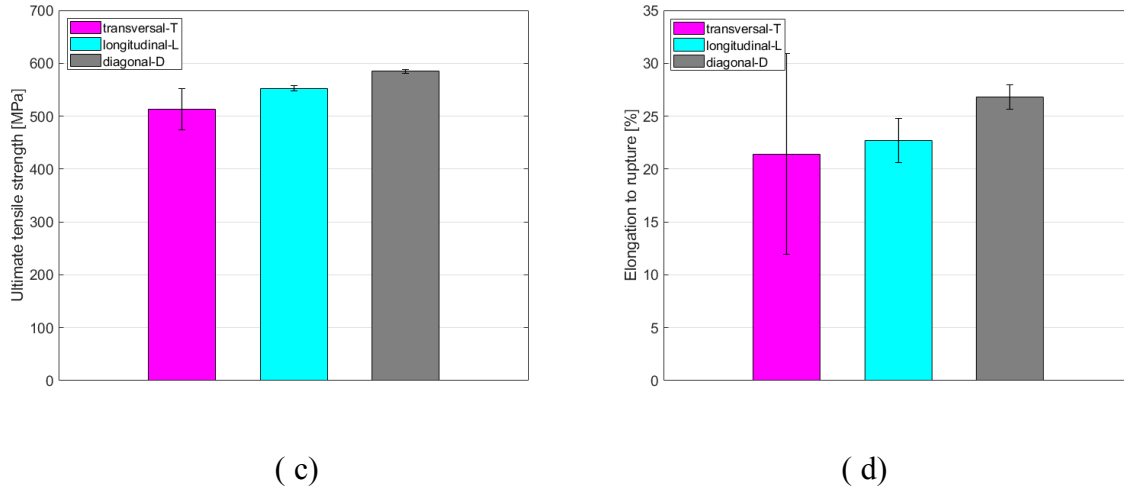 700
600
500
400
300
200
100
0
Ultimate tensile strength [MPa]
transversal-T
longitudinal-L
diagonal-D
( c)
35
30
25
20
15
10
5
0
Elongation to rupture [%]
transversal-T
longitudinal-L
diagonal-D
( d)